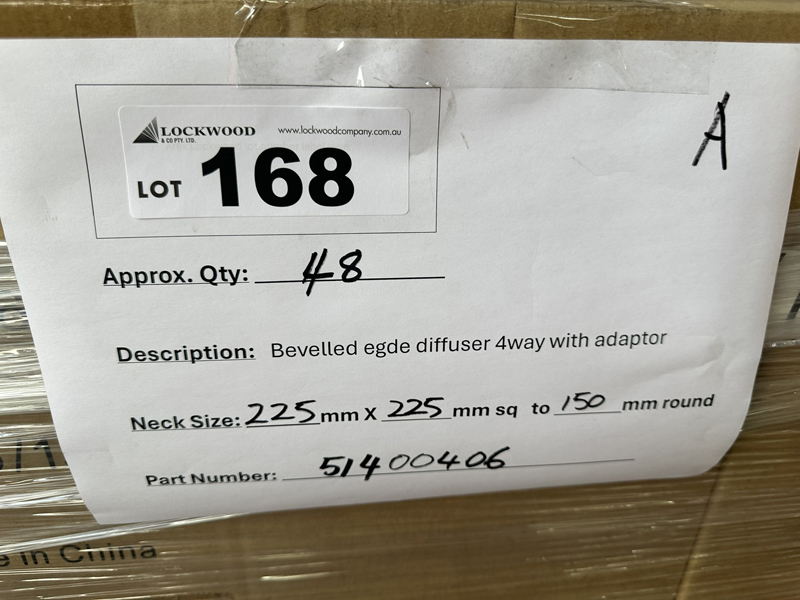 A
LOCKWOOD
& CO PTY. LTD.
www.lockwoodcompany.com.au
LOT 168
Approx. Qty: 48
Description: Bevelled egde diffuser 4way with adaptor
Neck Size: 225 mm X 225 mm sq to 150 mm round
Part Number: 51400406
in China